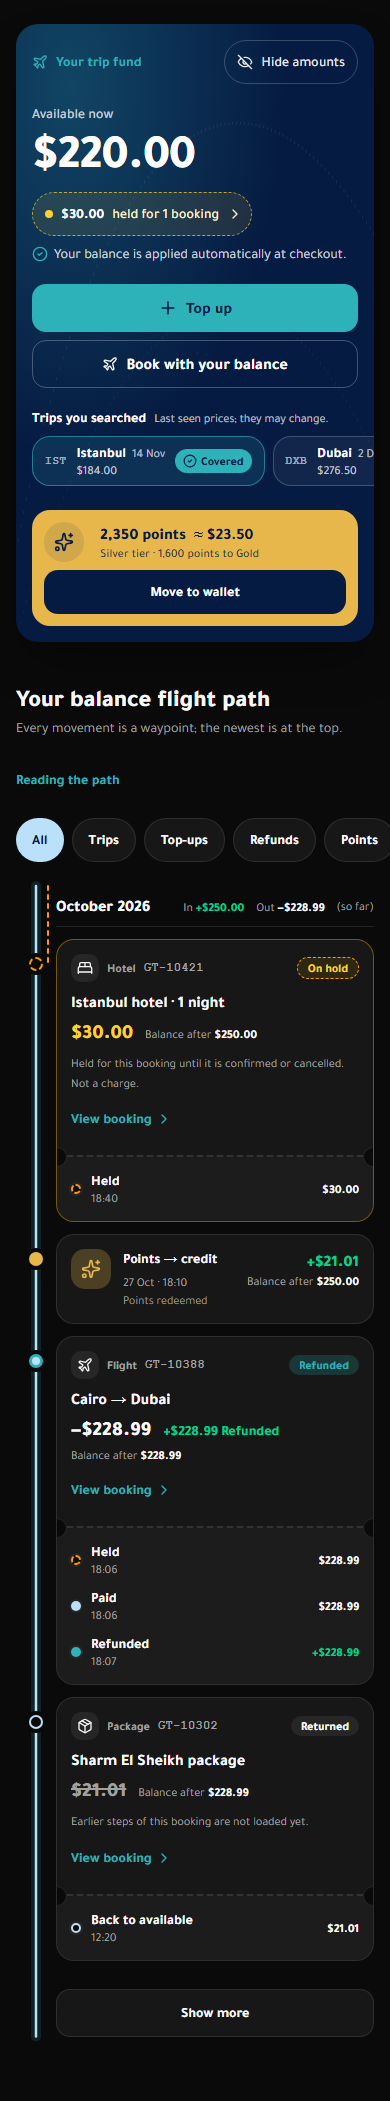 Your trip fund
Hide amounts
Available now
$220.00
$30.00 held for 1 booking
Your balance is applied automatically at checkout.
Top up
Book with your balance
Trips you searched Last seen prices; they may change.
IST Istanbul 14 Nov
$184.00
Covered
DXB Dubai 2 D
$276.50
2,350 points ≈ $23.50
Silver tier · 1,600 points to Gold
Move to wallet
Your balance flight path
Every movement is a waypoint; the newest is at the top.
Reading the path
All Trips Top-ups Refunds Points
October 2026 In +$250.00 Out −$228.99 (so far)
Hotel GT-10421 On hold
Istanbul hotel · 1 night
$30.00 Balance after $250.00
Held for this booking until it is confirmed or cancelled.
Not a charge.
View booking
Held $30.00
18:40
Points → credit +$21.01
27 Oct · 18:10 Balance after $250.00
Points redeemed
Flight GT-10388 Refunded
Cairo → Dubai
−$228.99 +$228.99 Refunded
Balance after $228.99
View booking
Held $228.99
18:06
Paid $228.99
18:06
Refunded +$228.99
18:07
Package GT-10302 Returned
Sharm El Sheikh package
$21.01 Balance after $228.99
Earlier steps of this booking are not loaded yet.
View booking
Back to available $21.01
12:20
Show more